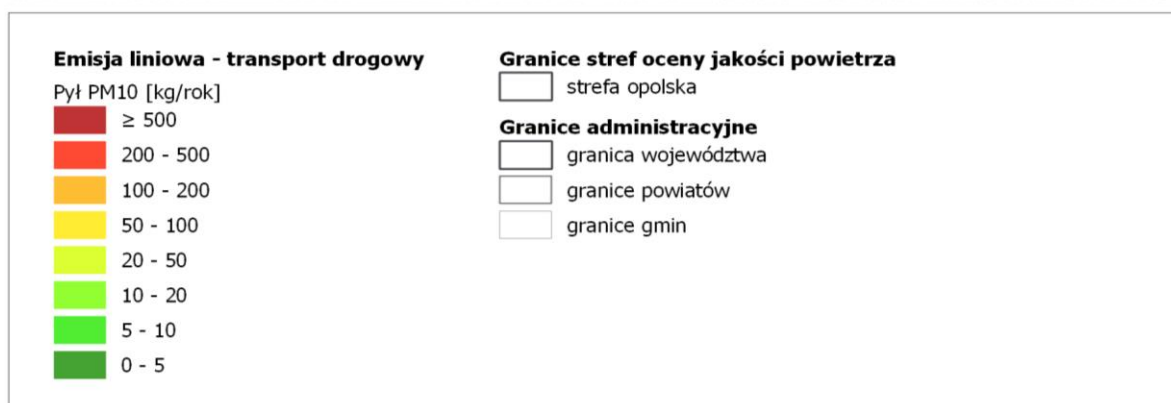 Emisja liniowa - transport drogowy
Pył PM10 [kg/rok]
≥ 500
200 - 500
100 - 200
50 - 100
20 - 50
10 - 20
5 - 10
0 - 5
Granice stref oceny jakości powietrza
strefa opolska
Granice administracyjne
granica województwa
granice powiatów
granice gmin